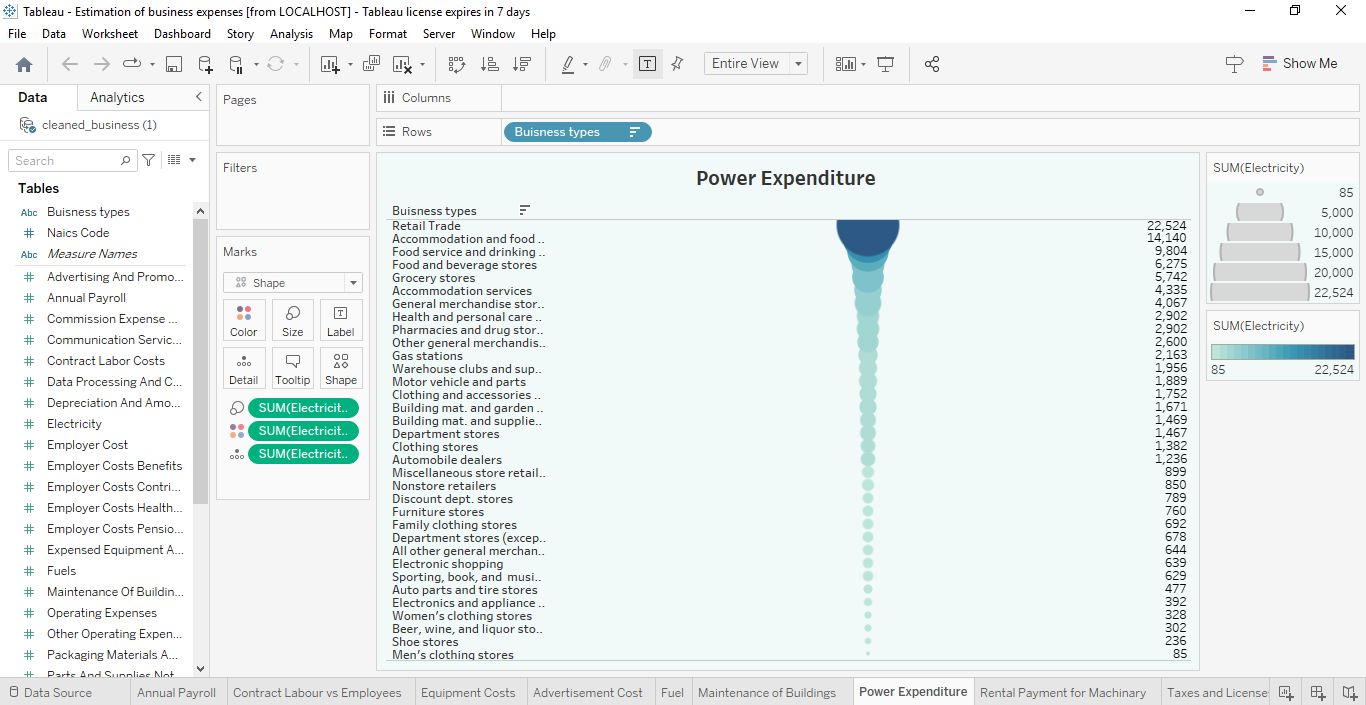 Tableau - Estimation of business expenses [from LOCALHOST] - Tableau license expires in 7 days
File Data Worksheet Dashboard Story Analysis Map Format Server Window Help
Entire View
Show Me
Data Analytics
cleaned_business (1)
Search
Tables
Abc Buisness types
# Naics Code
Abc Measure Names
# Advertising And Promo...
# Annual Payroll
# Commission Expense ...
# Communication Servic...
# Contract Labor Costs
# Data Processing And C...
# Depreciation And Amo...
# Electricity
# Employer Cost
# Employer Costs Benefits
# Employer Costs Contri...
# Employer Costs Health...
# Employer Costs Pensio...
# Expensed Equipment A...
# Fuels
# Maintenance Of Buildin...
# Operating Expenses
# Other Operating Expen...
# Packaging Materials A...
# Parts And Supplies Not
Pages
Filters
Marks
Shape
Color Size Label
Detail Tooltip Shape
SUM(Electricit..
SUM(Electricit..
SUM(Electricit..
Columns
Rows Buisness types
Power Expenditure
Buisness types
Retail Trade 22,524
Accommodation and food .. 14,140
Food service and drinking .. 9,804
Food and beverage stores 6,275
Grocery stores 5,742
Accommodation services 4,335
General merchandise stor.. 4,067
Health and personal care .. 2,902
Pharmacies and drug stor.. 2,902
Other general merchandis.. 2,600
Gas stations 2,163
Warehouse clubs and sup.. 1,956
Motor vehicle and parts 1,889
Clothing and accessories .. 1,752
Building mat. and garden .. 1,671
Building mat. and supplie.. 1,469
Department stores 1,467
Clothing stores 1,382
Automobile dealers 1,236
Miscellaneous store retail.. 899
Nonstore retailers 850
Discount dept. stores 789
Furniture stores 760
Family clothing stores 692
Department stores (excep.. 678
All other general merchan.. 644
Electronic shopping 639
Sporting, book, and musi.. 629
Auto parts and tire stores 477
Electronics and appliance .. 392
Women's clothing stores 328
Beer, wine, and liquor sto.. 302
Shoe stores 236
Men's clothing stores 85
SUM(Electricity)
85
5,000
10,000
15,000
20,000
22,524
SUM(Electricity)
85 22,524
Data Source Annual Payroll Contract Labour vs Employees Equipment Costs Advertisement Cost Fuel Maintenance of Buildings Power Expenditure Rental Payment for Machinary Taxes and License